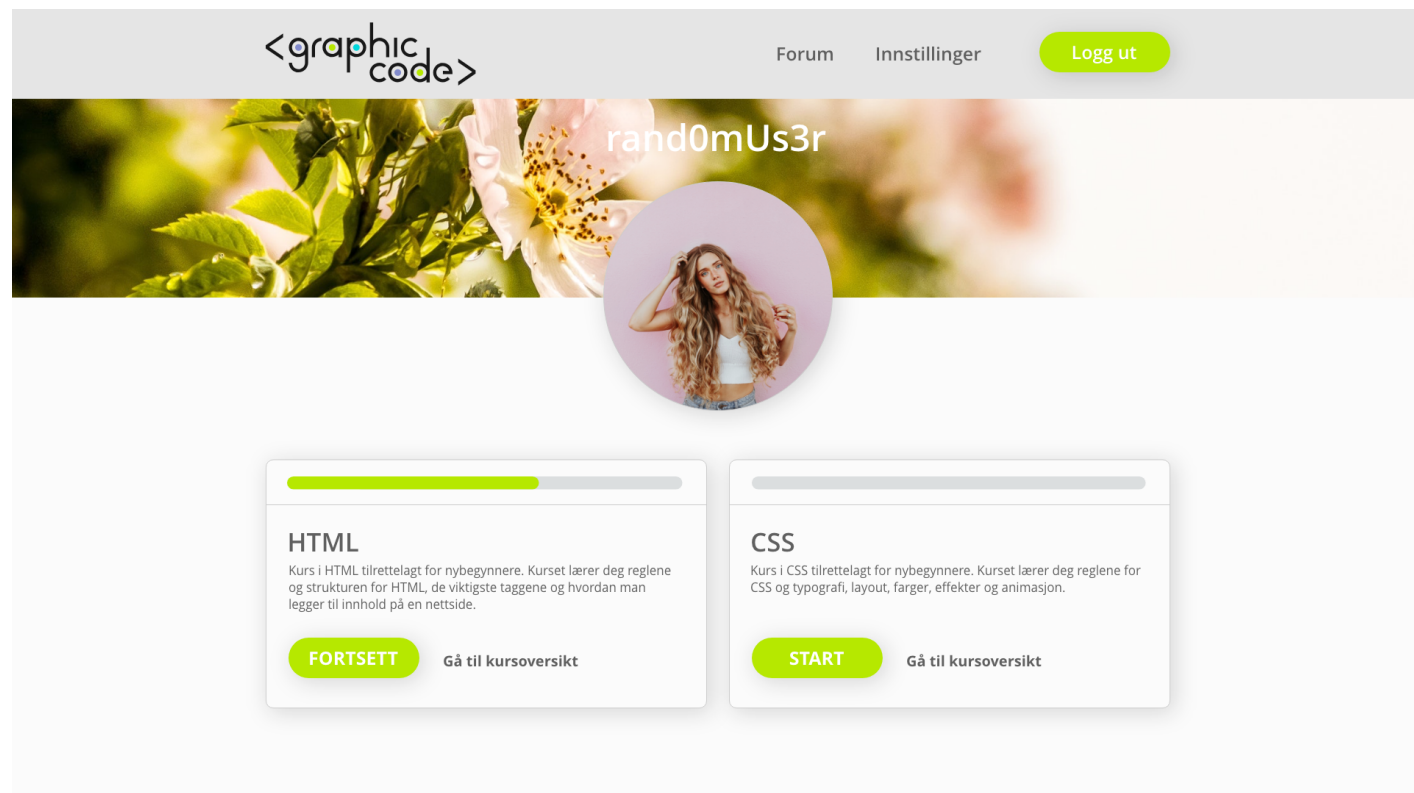 <graphic
code>
Forum Innstillinger Logg ut
rand0mUs3r
HTML
Kurs i HTML tilrettelagt for nybegynnere. Kurset lærer deg reglene
og strukturen for HTML, de viktigste taggene og hvordan man
legger til innhold på en nettside.
FORTSETT Gå til kursoversikt
CSS
Kurs i CSS tilrettelagt for nybegynnere. Kurset lærer deg reglene for
CSS og typografi, layout, farger, effekter og animasjon.
START Gå til kursoversikt